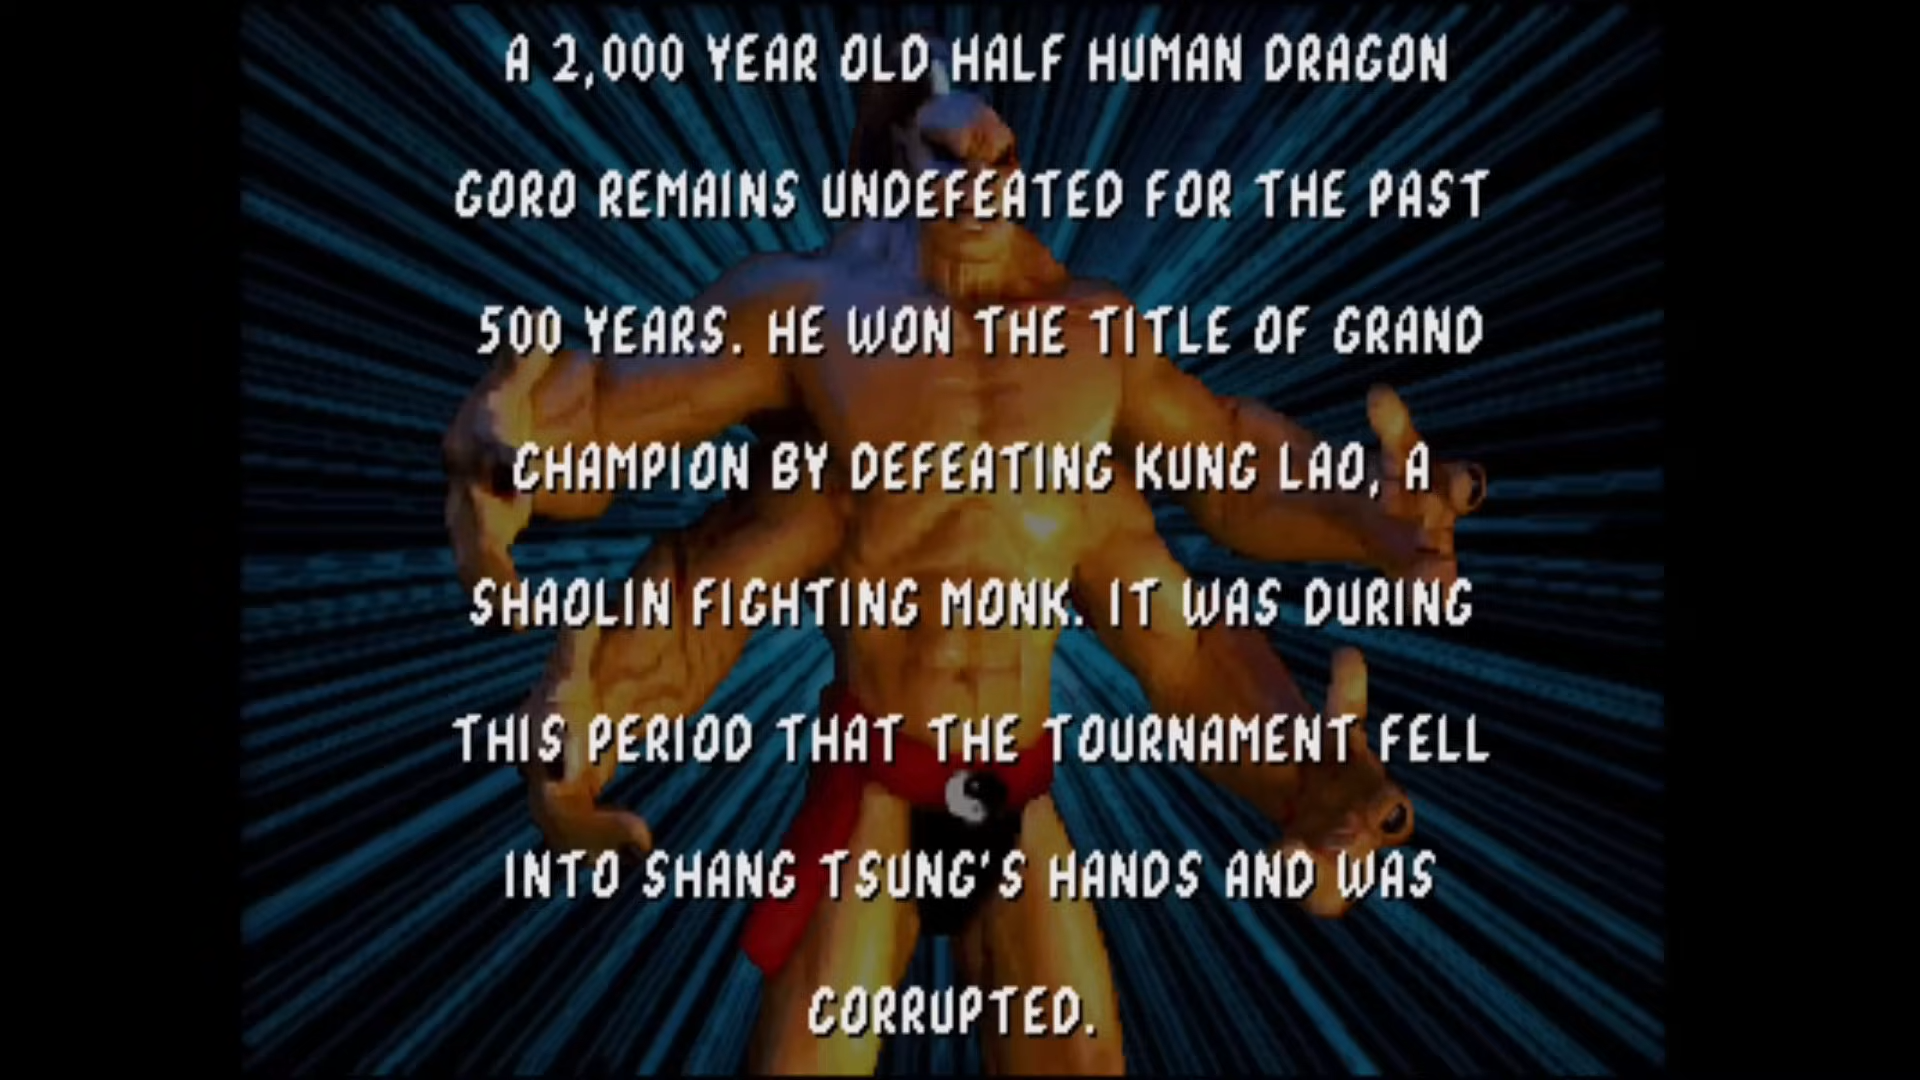 A 2,000 YEAR OLD HALF HUMAN DRAGON
GORO REMAINS UNDEFEATED FOR THE PAST
500 YEARS. HE WON THE TITLE OF GRAND
CHAMPION BY DEFEATING KUNG LAO, A
SHAOLIN FIGHTING MONK. IT WAS DURING
THIS PERIOD THAT THE TOURNAMENT FELL
INTO SHANG TSUNG'S HANDS AND WAS
CORRUPTED.